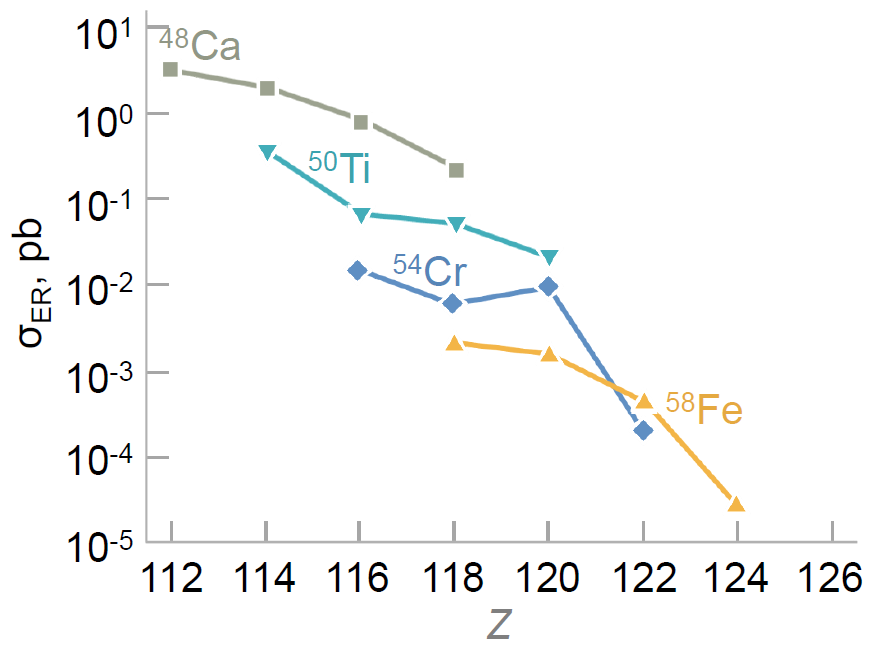 10¹
⁴⁸Ca
10⁰
⁵⁰Ti
10⁻¹
σER, pb
⁵⁴Cr
10⁻²
10⁻³
⁵⁸Fe
10⁻⁴
10⁻⁵
112 114 116 118 120 122 124 126
Z